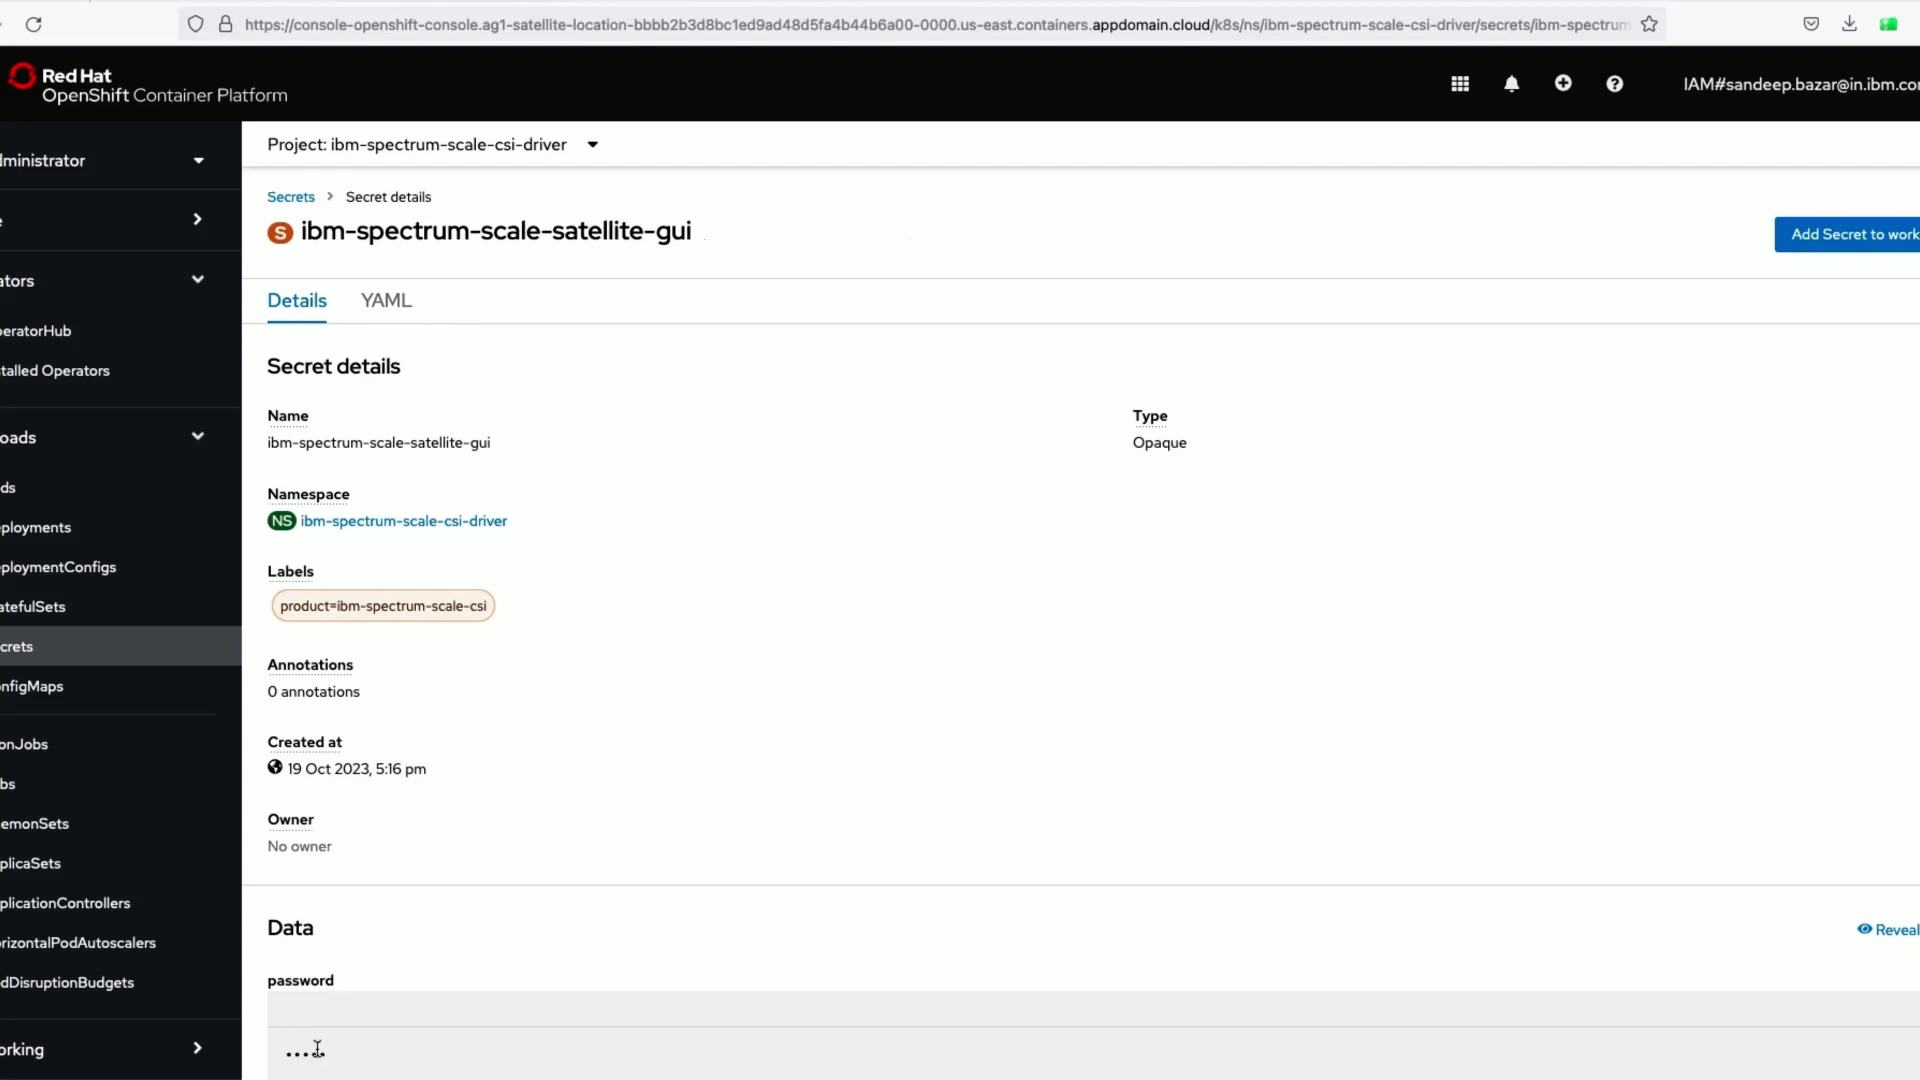 https://console-openshift-console.ag1-satellite-location-bbbb2b3d8bc1ed9ad48d5fa4b44b6a00-0000.us-east.containers.appdomain.cloud/k8s/ns/ibm-spectrum-scale-csi-driver/secrets/ibm-spectrum
Red Hat
OpenShift Container Platform
IAM#sandeep.bazar@in.ibm.co
dministrator
Project: ibm-spectrum-scale-csi-driver
Secrets > Secret details
S ibm-spectrum-scale-satellite-gui
Add Secret to work
ators
Details YAML
peratorHub
Secret details
talled Operators
Name
Type
ibm-spectrum-scale-satellite-gui
Opaque
oads
ds
Namespace
NS ibm-spectrum-scale-csi-driver
ployments
ploymentConfigs
Labels
product=ibm-spectrum-scale-csi
atefulSets
crets
Annotations
0 annotations
nfigMaps
Created at
onJobs
19 Oct 2023, 5:16 pm
bs
Owner
emonSets
No owner
plicaSets
plicationControllers
Data
Reveal
orizontalPodAutoscalers
password
dDisruptionBudgets
orking
.....